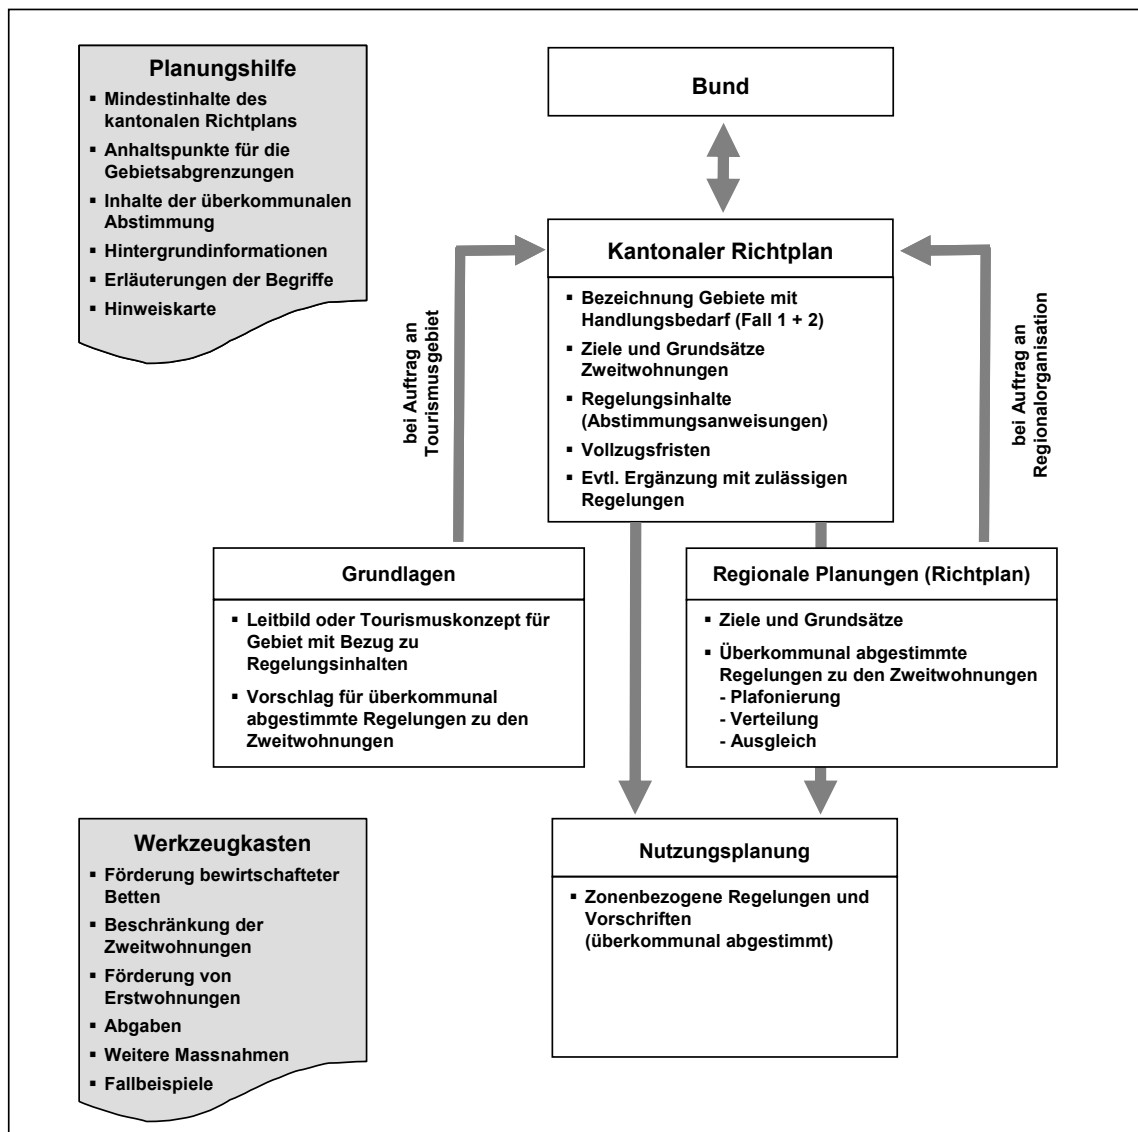 Planungshilfe
▪ Mindestinhalte des
kantonalen Richtplans
▪ Anhaltspunkte für die
Gebietsabgrenzungen
▪ Inhalte der überkommunalen
Abstimmung
▪ Hintergrundinformationen
▪ Erläuterungen der Begriffe
▪ Hinweiskarte
Bund
Kantonaler Richtplan
▪ Bezeichnung Gebiete mit
Handlungsbedarf (Fall 1 + 2)
▪ Ziele und Grundsätze
Zweitwohnungen
▪ Regelungsinhalte
(Abstimmungsanweisungen)
▪ Vollzugsfristen
▪ Evtl. Ergänzung mit zulässigen
Regelungen
bei Auftrag an
Tourismusgebiet
bei Auftrag an
Regionalorganisation
Grundlagen
▪ Leitbild oder Tourismuskonzept für
Gebiet mit Bezug zu
Regelungsinhalten
▪ Vorschlag für überkommunal
abgestimmte Regelungen zu den
Zweitwohnungen
Regionale Planungen (Richtplan)
▪ Ziele und Grundsätze
▪ Überkommunal abgestimmte
Regelungen zu den Zweitwohnungen
- Plafonierung
- Verteilung
- Ausgleich
Werkzeugkasten
▪ Förderung bewirtschafteter
Betten
▪ Beschränkung der
Zweitwohnungen
▪ Förderung von
Erstwohnungen
▪ Abgaben
▪ Weitere Massnahmen
▪ Fallbeispiele
Nutzungsplanung
▪ Zonenbezogene Regelungen und
Vorschriften
(überkommunal abgestimmt)